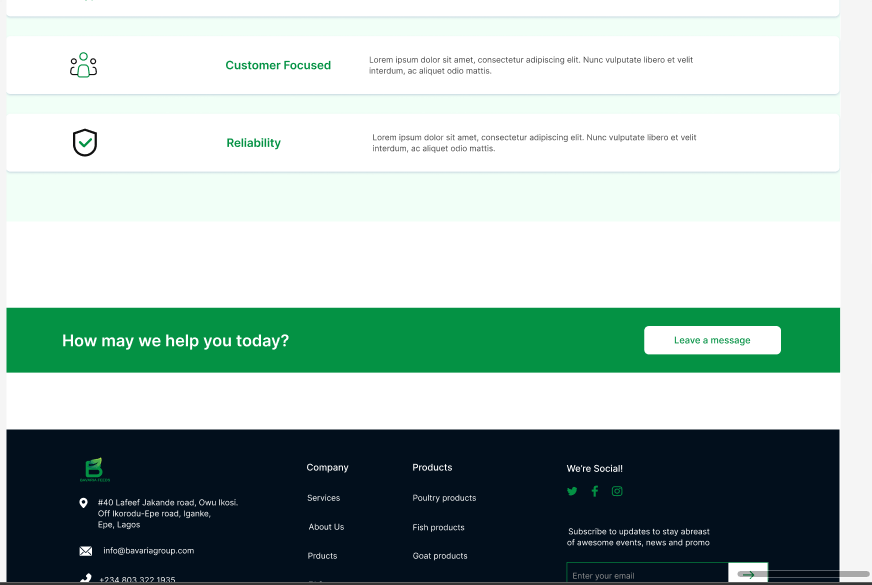 Customer Focused
Lorem ipsum dolor sit amet, consectetur adipiscing elit. Nunc vulputate libero et velit
interdum, ac aliquet odio mattis.
Reliability
Lorem ipsum dolor sit amet, consectetur adipiscing elit. Nunc vulputate libero et velit
interdum, ac aliquet odio mattis.
How may we help you today?
Leave a message
BAVARIA FOODS
#40 Lafeef Jakande road, Owu Ikosi.
Off Ikorodu-Epe road, Iganke,
Epe, Lagos
info@bavariagroup.com
+234 803 322 1935
Company
Services
About Us
Prducts
Products
Poultry products
Fish products
Goat products
We're Social!
Subscribe to updates to stay abreast
of awesome events, news and promo
Enter your email